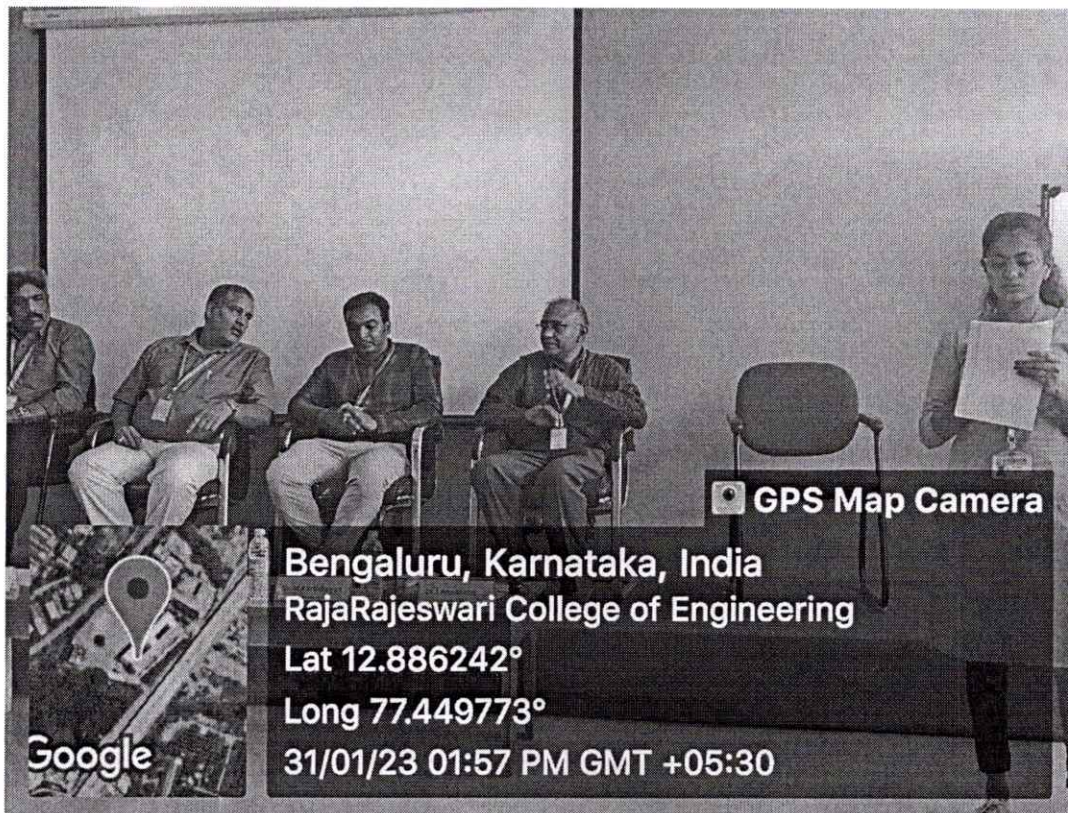 GPS Map Camera
Bengaluru, Karnataka, India
RajaRajeswari College of Engineering
Lat 12.886242°
Long 77.449773°
31/01/23 01:57 PM GMT +05:30
Google